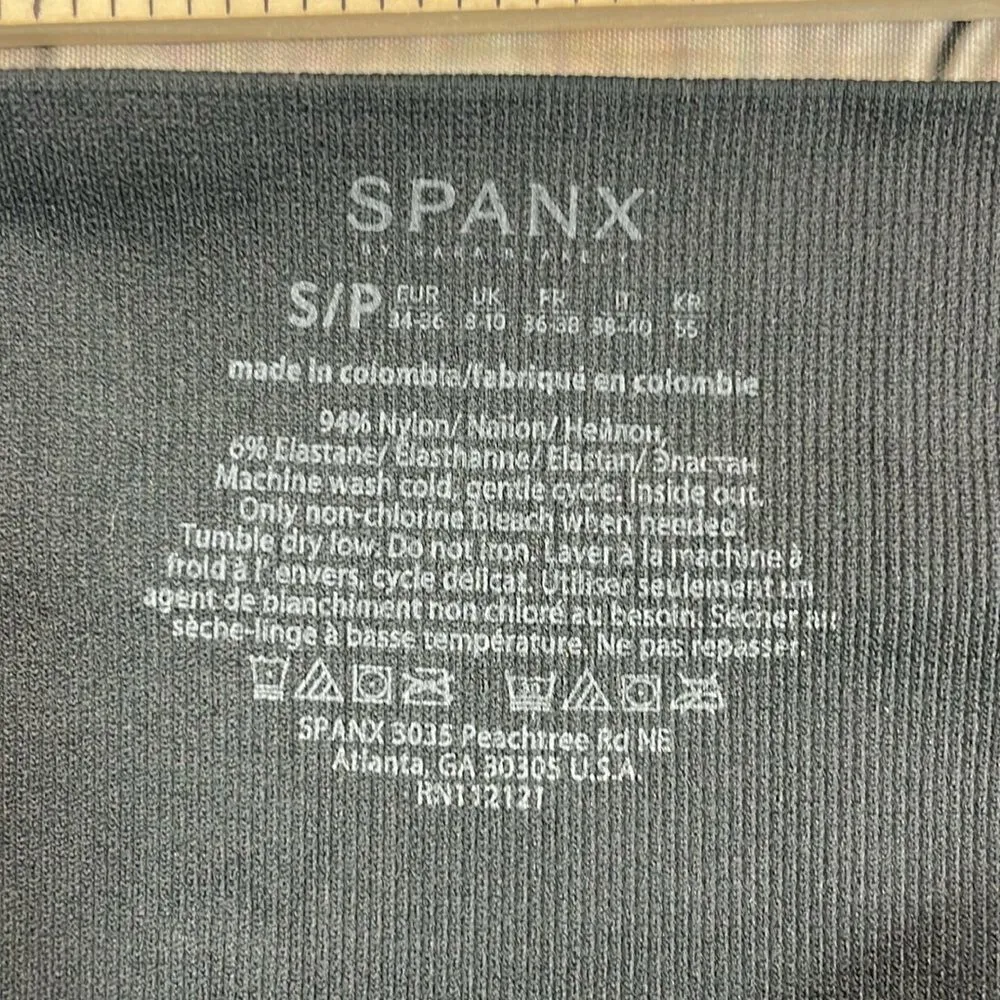 SPANX
BY SARA BLAKELY
S/P EUR UK FR IT KR
34-36 8-10 36-38 38-40 55
made in colombia/fabriqué en colombie
94% Nylon/ Naïlon/ Нейлон,
6% Elastane/ Élasthanne/ Elastan/ Эластан
Machine wash cold, gentle cycle. Inside out.
Only non-chlorine bleach when needed.
Tumble dry low. Do not iron. Laver à la machine à
froid à l' envers, cycle délicat. Utiliser seulement un
agent de blanchiment non chloré au besoin. Sécher au
sèche-linge à basse température. Ne pas repasser.
SPANX 3035 Peachtree Rd NE
Atlanta, GA 30305 U.S.A.
RN112121